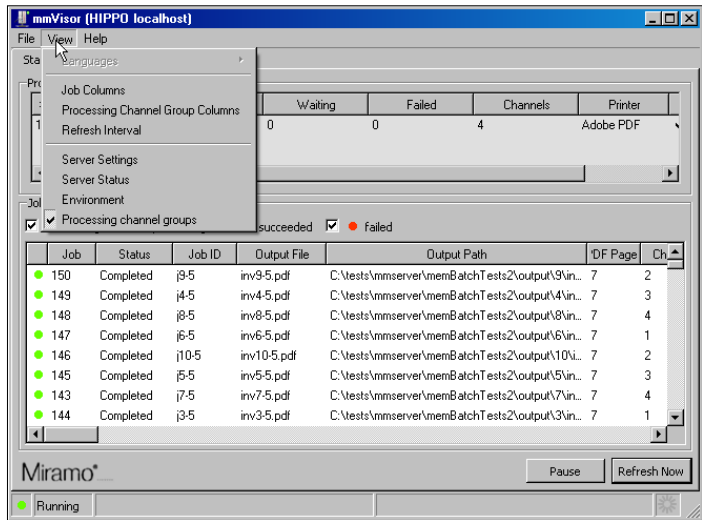 mmVisor (HIPPO localhost)
File View Help
Sta
Languages
Pro
Job Columns
Processing Channel Group Columns
Refresh Interval
Server Settings
Server Status
Environment
Processing channel groups
Waiting Failed Channels Printer
1 0 0 4 Adobe PDF
Job
succeeded failed
Job Status Job ID Output File Output Path DF Page Ch
150 Completed j9-5 inv9-5.pdf C:\tests\mmserver\memBatchTests2\output\9\in... 7 2
149 Completed j4-5 inv4-5.pdf C:\tests\mmserver\memBatchTests2\output\4\in... 7 3
148 Completed j8-5 inv8-5.pdf C:\tests\mmserver\memBatchTests2\output\8\in... 7 4
147 Completed j6-5 inv6-5.pdf C:\tests\mmserver\memBatchTests2\output\6\in... 7 1
146 Completed j10-5 inv10-5.pdf C:\tests\mmserver\memBatchTests2\output\10\i... 7 2
145 Completed j5-5 inv5-5.pdf C:\tests\mmserver\memBatchTests2\output\5\in... 7 3
143 Completed j7-5 inv7-5.pdf C:\tests\mmserver\memBatchTests2\output\7\in... 7 4
144 Completed j3-5 inv3-5.pdf C:\tests\mmserver\memBatchTests2\output\3\in... 7 1
Miramo
Pause
Refresh Now
Running